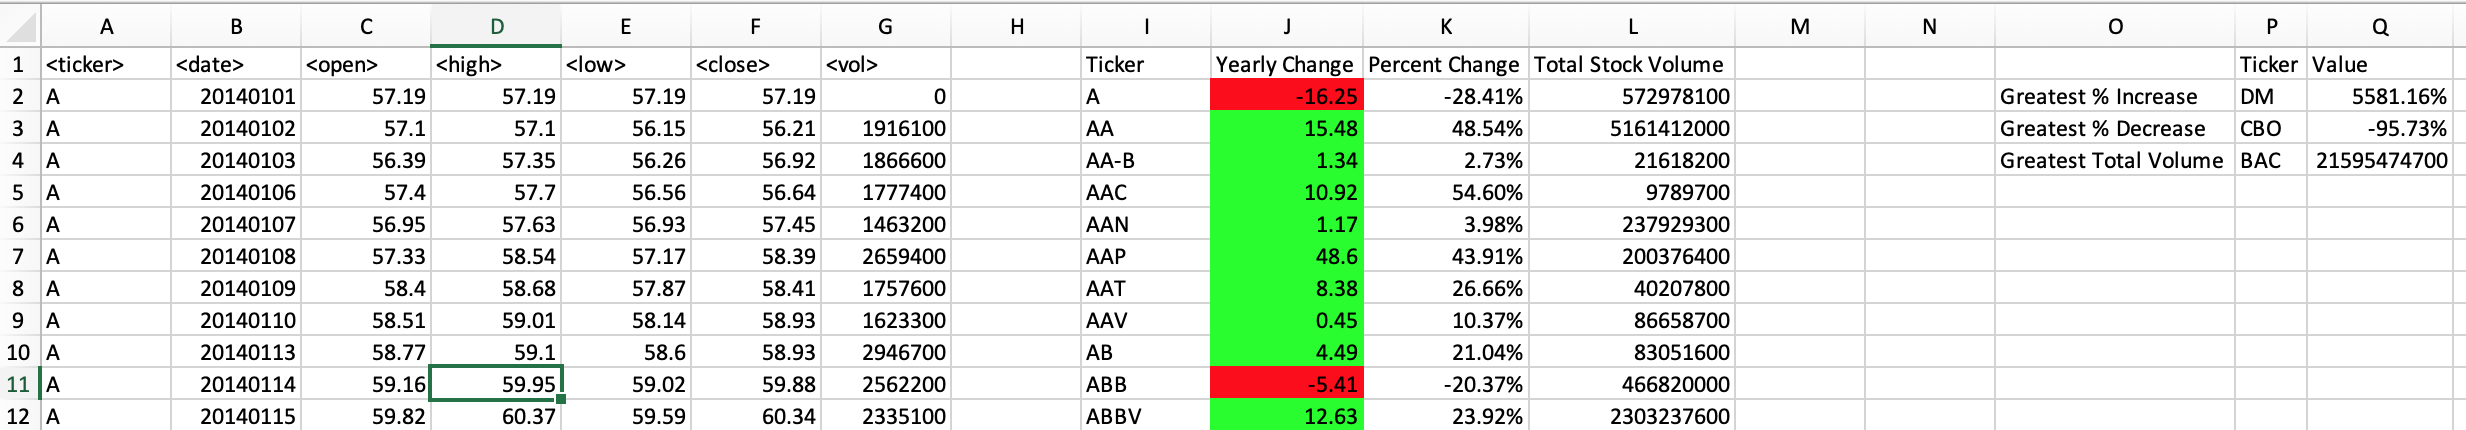 A B C D E F G H I J K L M N O P Q
1 <ticker> <date> <open> <high> <low> <close> <vol> Ticker Yearly Change Percent Change Total Stock Volume Ticker Value
2 A 20140101 57.19 57.19 57.19 57.19 0 A -16.25 -28.41% 572978100 Greatest % Increase DM 5581.16%
3 A 20140102 57.1 57.1 56.15 56.21 1916100 AA 15.48 48.54% 5161412000 Greatest % Decrease CBO -95.73%
4 A 20140103 56.39 57.35 56.26 56.92 1866600 AA-B 1.34 2.73% 21618200 Greatest Total Volume BAC 21595474700
5 A 20140106 57.4 57.7 56.56 56.64 1777400 AAC 10.92 54.60% 9789700
6 A 20140107 56.95 57.63 56.93 57.45 1463200 AAN 1.17 3.98% 237929300
7 A 20140108 57.33 58.54 57.17 58.39 2659400 AAP 48.6 43.91% 200376400
8 A 20140109 58.4 58.68 57.87 58.41 1757600 AAT 8.38 26.66% 40207800
9 A 20140110 58.51 59.01 58.14 58.93 1623300 AAV 0.45 10.37% 86658700
10 A 20140113 58.77 59.1 58.6 58.93 2946700 AB 4.49 21.04% 83051600
11 A 20140114 59.16 59.95 59.02 59.88 2562200 ABB -5.41 -20.37% 466820000
12 A 20140115 59.82 60.37 59.59 60.34 2335100 ABBV 12.63 23.92% 2303237600